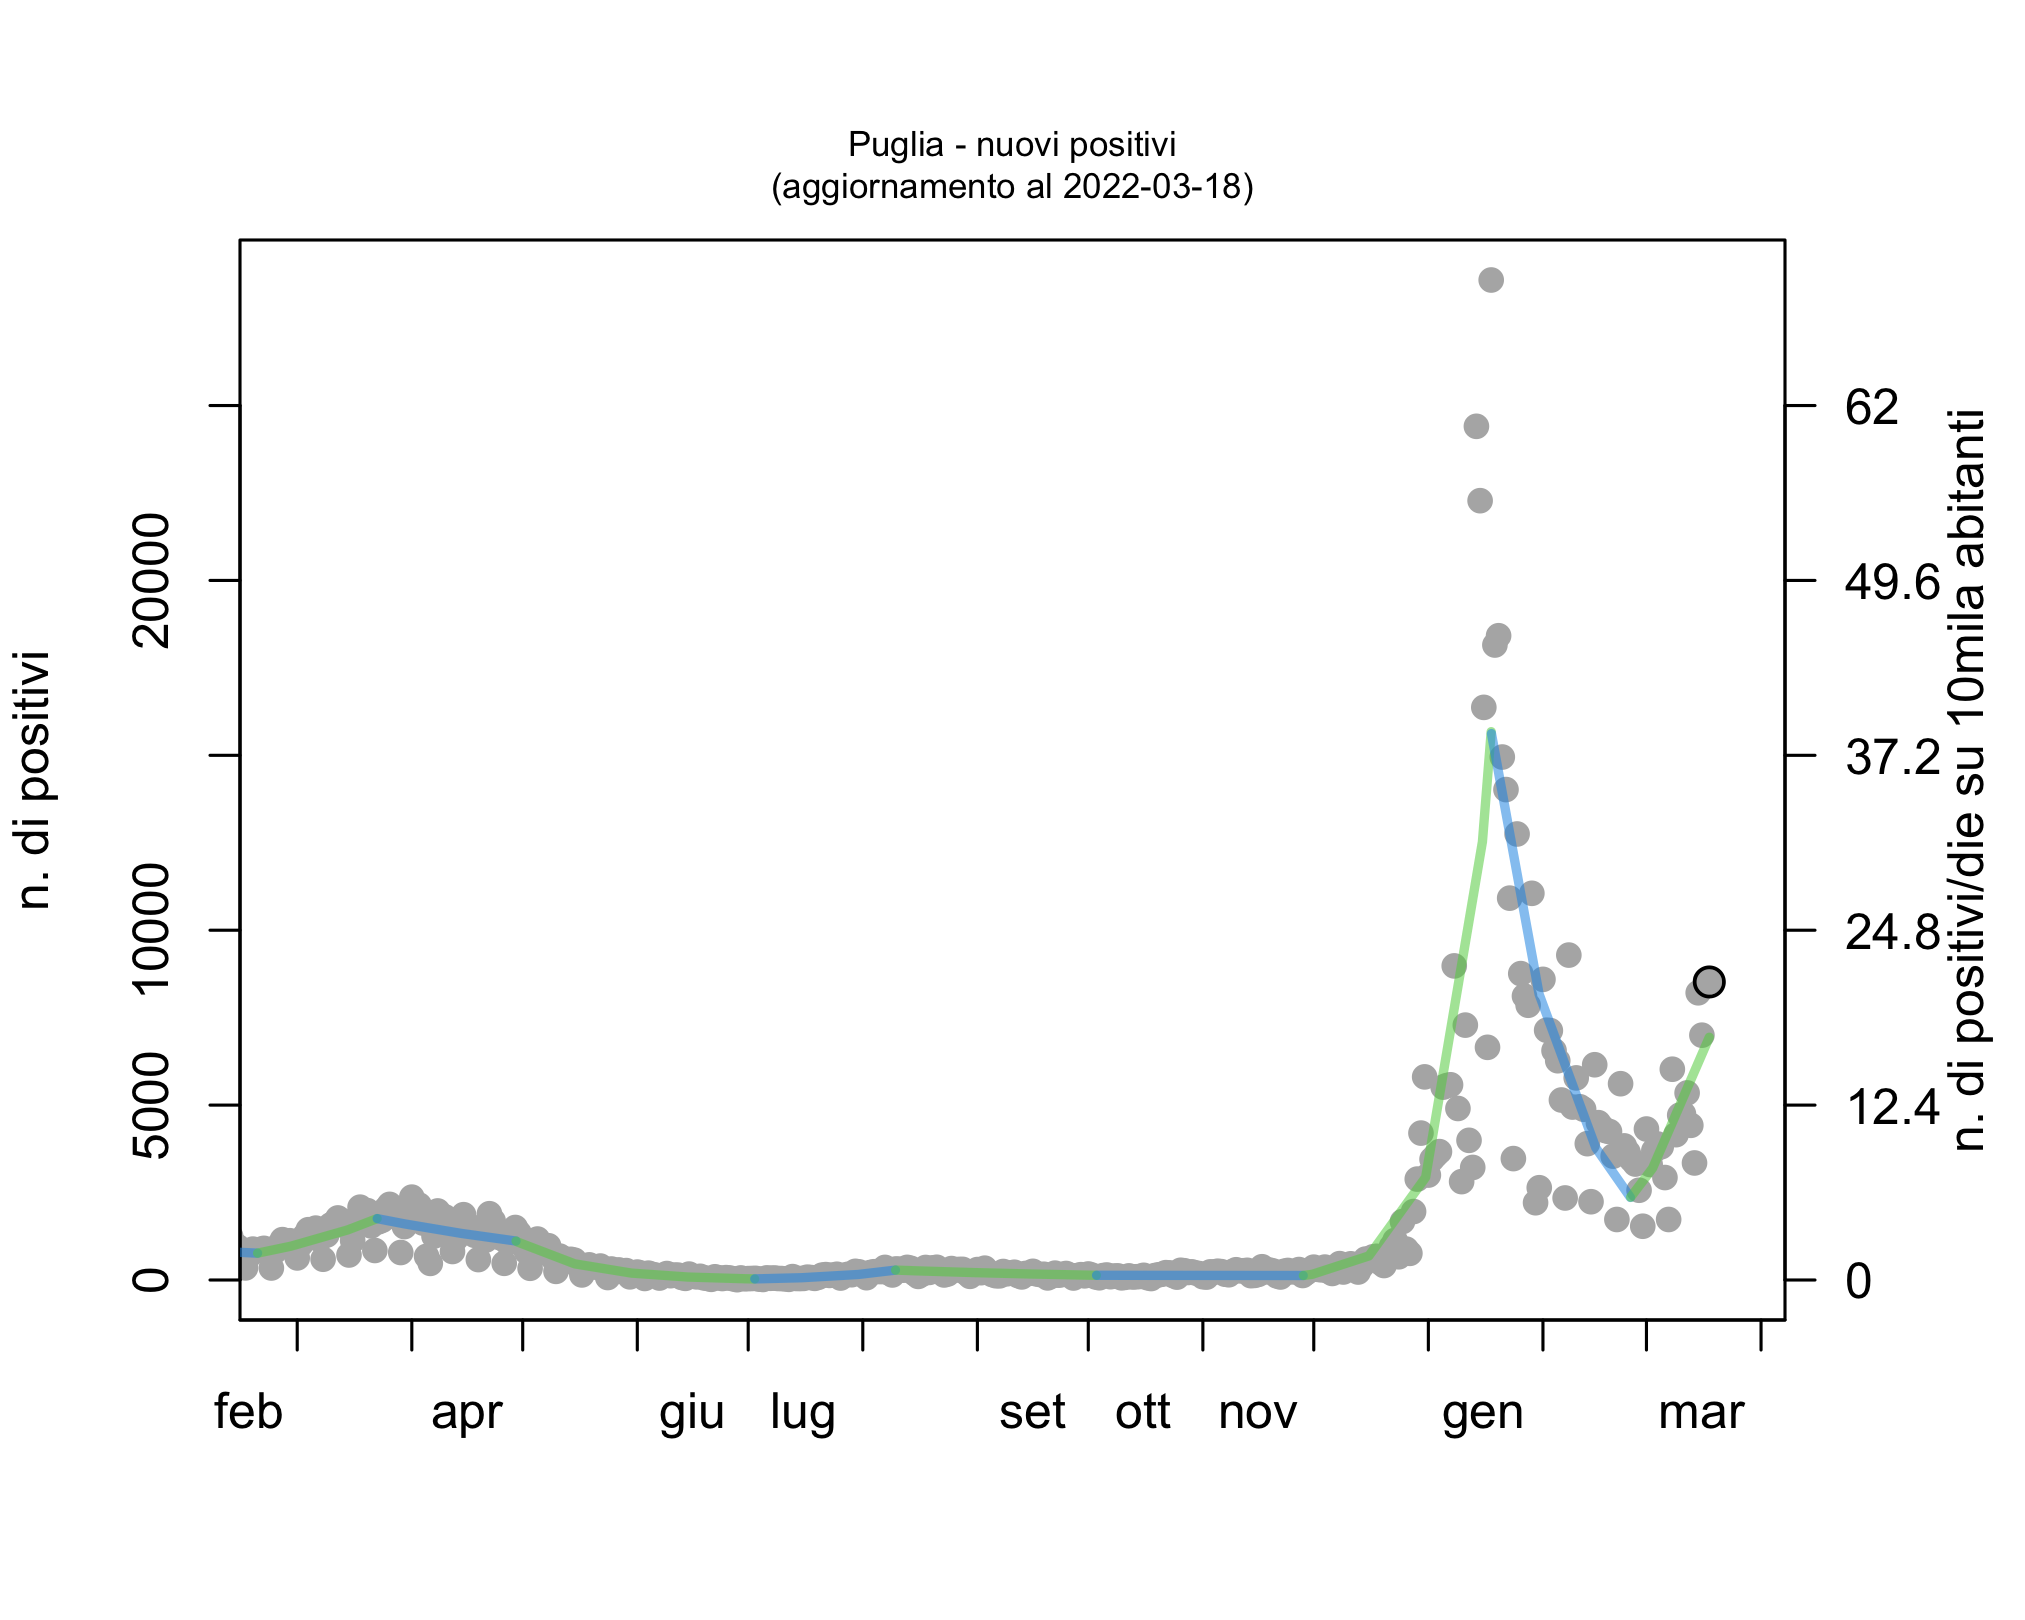 Puglia - nuovi positivi
(aggiornamento al 2022-03-18)
n. di positivi
20000
10000
5000
0
62
49.6
37.2
24.8
12.4
0
n. di positivi/die su 10mila abitanti
feb apr giu lug set ott nov gen mar